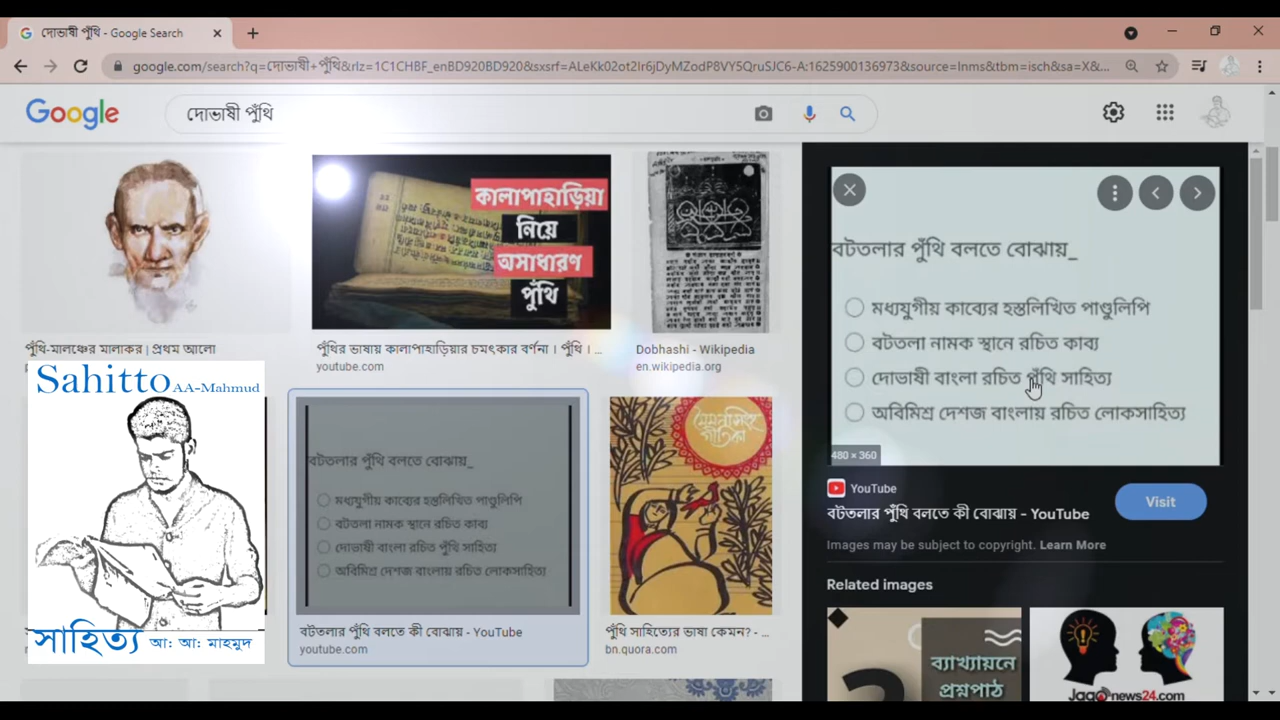 দোভাষী পুঁথি - Google Search
google.com/search?q=দোভাষী+পুঁথি&rlz=1C1CHBF_enBD920BD920&sxsrf=ALeKk02ot2Ir6jDyMZodP8VY5QruSJC6-A:1625900136973&source=lnms&tbm=isch&sa=X&...
Google
দোভাষী পুঁথি
কালাপাহাড়িয়া
নিয়ে
অসাধারণ
পুঁথি
পুঁথি-মালঞ্চের মালাকর | প্রথম আলো
পুঁথির ভাষায় কালাপাহাড়িয়ার চমৎকার বর্ণনা । পুঁথি । ...
youtube.com
Dobhashi - Wikipedia
en.wikipedia.org
Sahitto AA-Mahmud
সাহিত্য আ: আ: মাহমুদ
বটতলার পুঁথি বলতে বোঝায়_
মধ্যযুগীয় কাব্যের হস্তলিখিত পাণ্ডুলিপি
বটতলা নামক স্থানে রচিত কাব্য
দোভাষী বাংলা রচিত পুঁথি সাহিত্য
অবিমিশ্র দেশজ বাংলায় রচিত লোকসাহিত্য
বটতলার পুঁথি বলতে কী বোঝায় - YouTube
youtube.com
মৈমনসিংহ
গীতিকা
পুঁথি সাহিত্যের ভাষা কেমন? - ...
bn.quora.com
বটতলার পুঁথি বলতে বোঝায়_
মধ্যযুগীয় কাব্যের হস্তলিখিত পাণ্ডুলিপি
বটতলা নামক স্থানে রচিত কাব্য
দোভাষী বাংলা রচিত পুঁথি সাহিত্য
অবিমিশ্র দেশজ বাংলায় রচিত লোকসাহিত্য
480 × 360
YouTube
বটতলার পুঁথি বলতে কী বোঝায় - YouTube
Visit
Images may be subject to copyright. Learn More
Related images
ব্যাখ্যায়নে
প্রশ্নপাঠ
Jagonews24.com